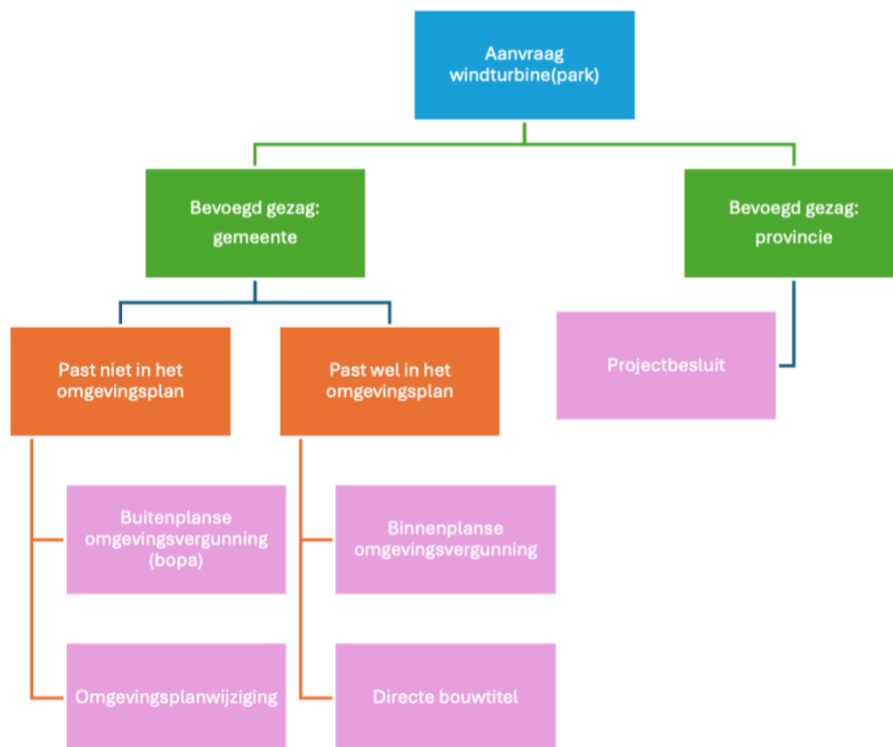 Aanvraag
windturbine(park)
Bevoegd gezag:
gemeente
Bevoegd gezag:
provincie
Past niet in het
omgevingsplan
Past wel in het
omgevingsplan
Projectbesluit
Buitenplanse
omgevingsvergunning
(bopa)
Binnenplanse
omgevingsvergunning
Omgevingsplanwijziging
Directe bouwtitel